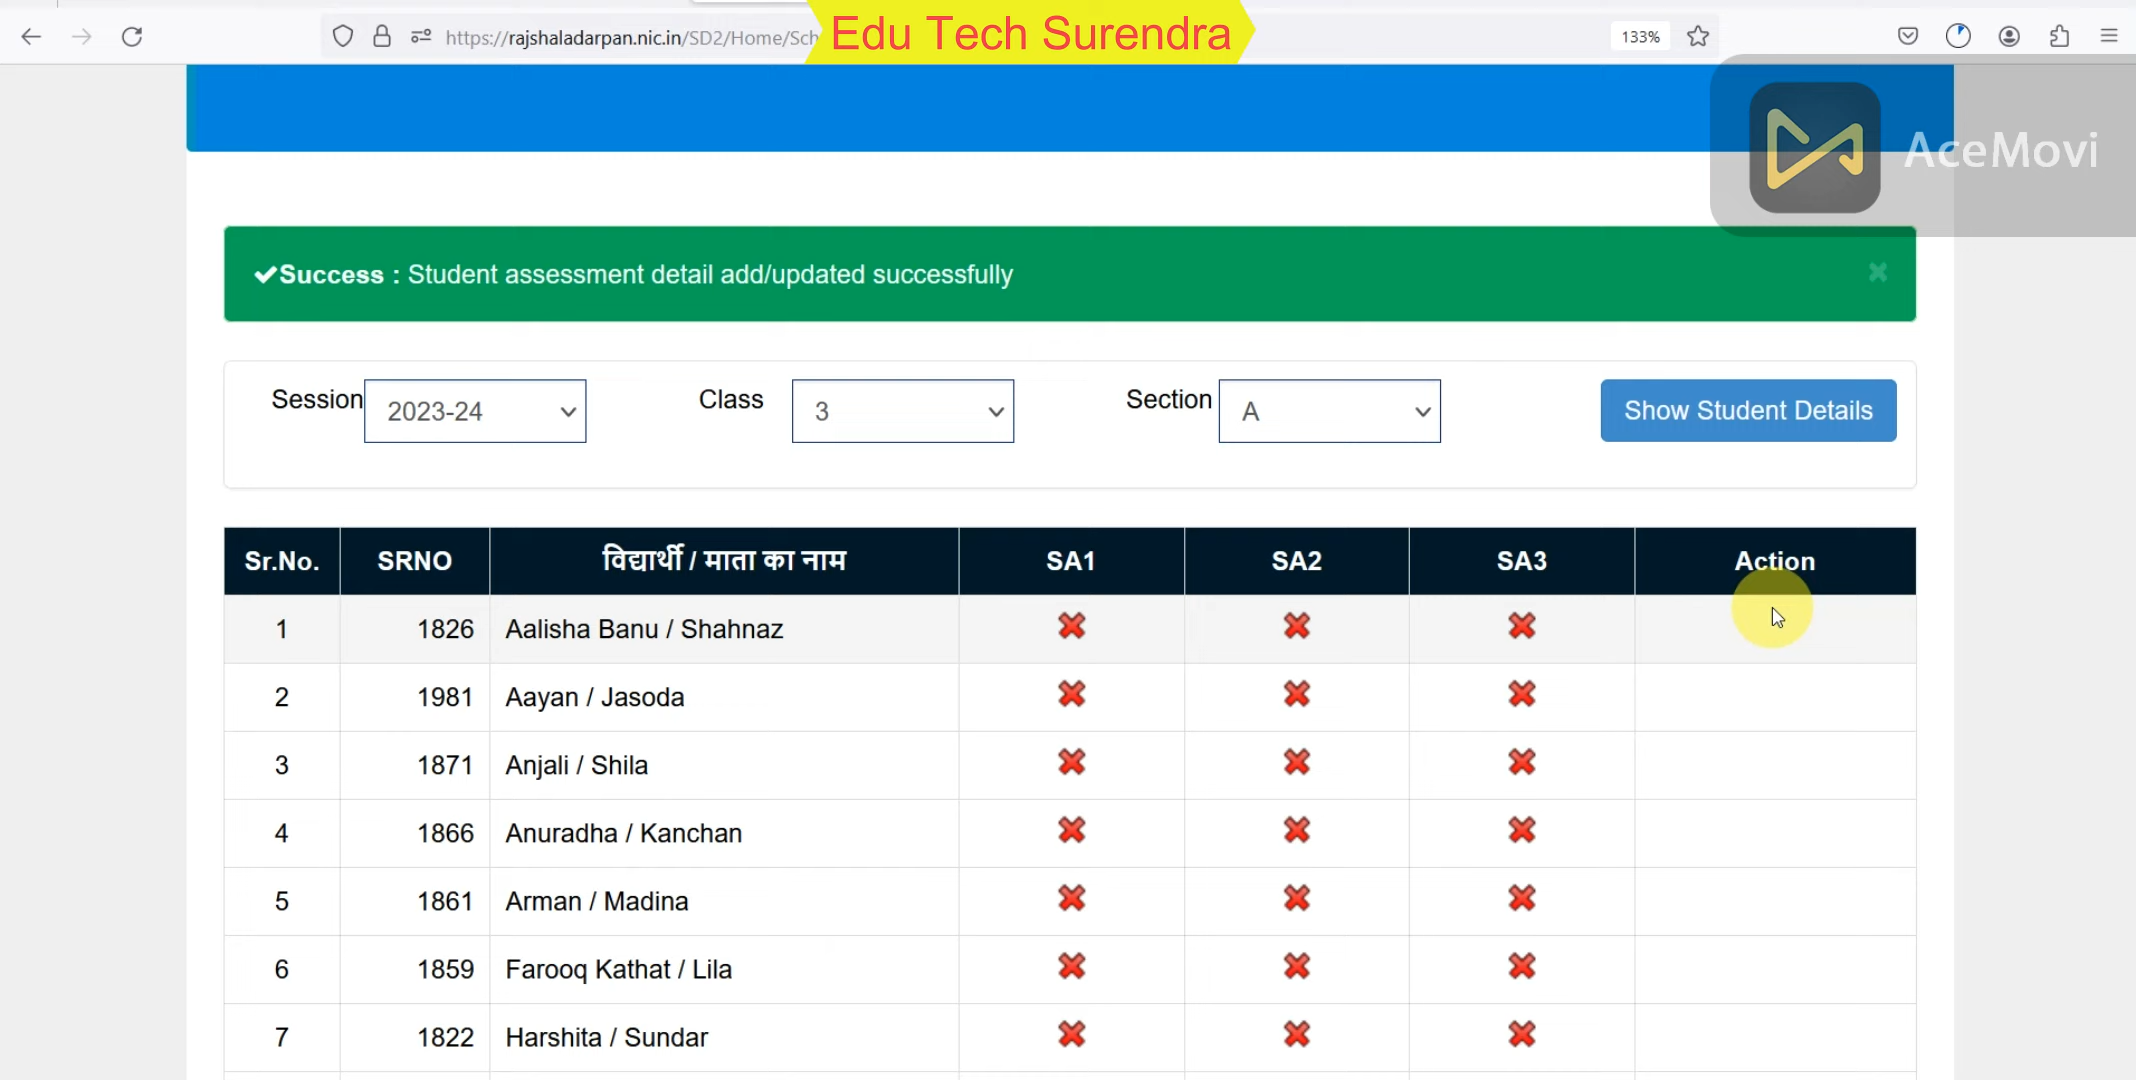 https://rajshaladarpan.nic.in/SD2/Home/Sch
Edu Tech Surendra
133%
AceMovi
Success : Student assessment detail add/updated successfully
Session 2023-24 Class 3 Section A Show Student Details
Sr.No. SRNO विद्यार्थी / माता का नाम SA1 SA2 SA3 Action
1 1826 Aalisha Banu / Shahnaz
2 1981 Aayan / Jasoda
3 1871 Anjali / Shila
4 1866 Anuradha / Kanchan
5 1861 Arman / Madina
6 1859 Farooq Kathat / Lila
7 1822 Harshita / Sundar